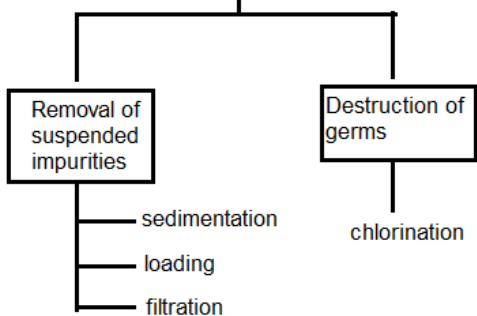 Removal of
suspended
impurities
Destruction of
germs
sedimentation
loading
filtration
chlorination